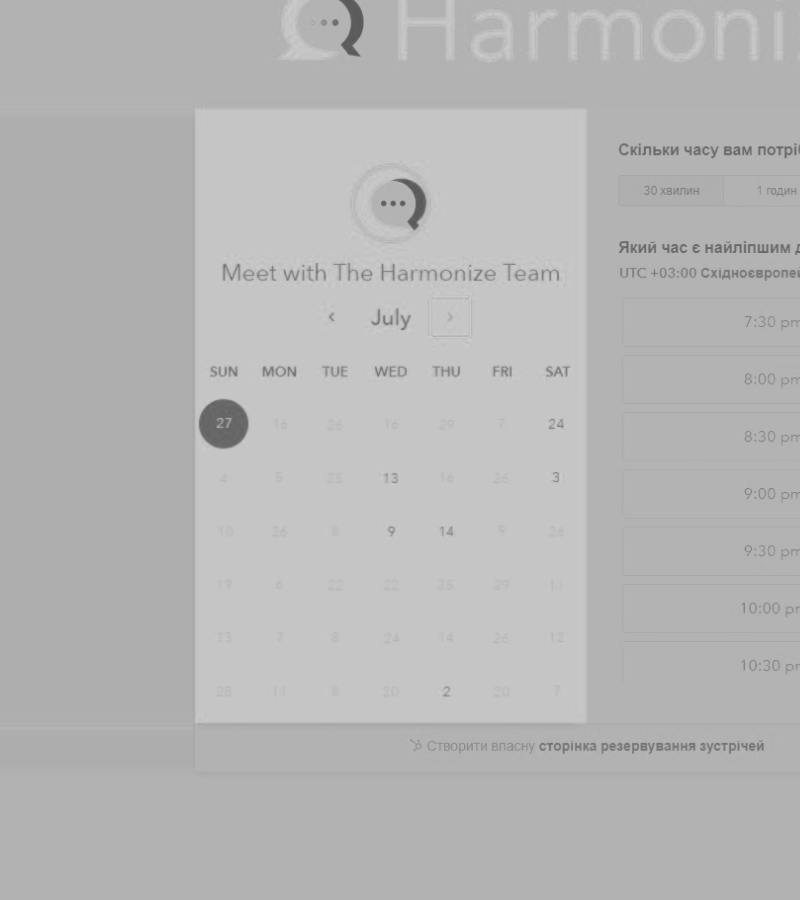 Harmoni
Meet with The Harmonize Team
July
SUN MON TUE WED THU FRI SAT
27 16 26 16 29 7 24
4 5 23 13 16 26 3
10 26 8 9 14 9 26
19 6 22 22 25 29 11
13 7 8 24 14 26 12
28 11 8 20 2 20 7
Скільки часу вам потріб
30 хвилин 1 годин
Який час є найліпшим д
UTC +03:00 Східноєвропей
7:30 pm
8:00 pm
8:30 pm
9:00 pm
9:30 pm
10:00 pm
10:30 pm
Створити власну сторінка резервування зустрічей